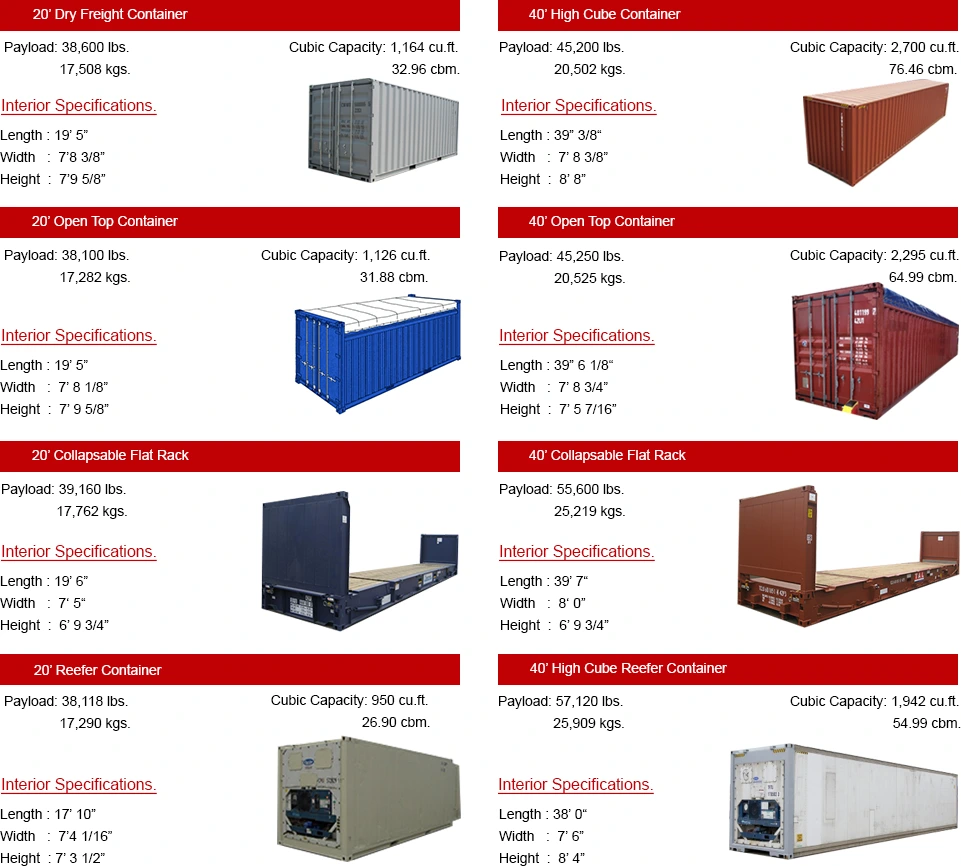 20' Dry Freight Container
Payload: 38,600 lbs.
17,508 kgs.
Cubic Capacity: 1,164 cu.ft.
32.96 cbm.
Interior Specifications.
Length : 19’ 5”
Width : 7’8 3/8”
Height : 7’9 5/8”
40' High Cube Container
Payload: 45,200 lbs.
20,502 kgs.
Cubic Capacity: 2,700 cu.ft.
76.46 cbm.
Interior Specifications.
Length : 39” 3/8“
Width : 7’ 8 3/8”
Height : 8’ 8”
20' Open Top Container
Payload: 38,100 lbs.
17,282 kgs.
Cubic Capacity: 1,126 cu.ft.
31.88 cbm.
Interior Specifications.
Length : 19’ 5”
Width : 7’ 8 1/8”
Height : 7’ 9 5/8”
40' Open Top Container
Payload: 45,250 lbs.
20,525 kgs.
Cubic Capacity: 2,295 cu.ft.
64.99 cbm.
Interior Specifications.
Length : 39” 6 1/8“
Width : 7’ 8 3/4”
Height : 7’ 5 7/16”
20' Collapsable Flat Rack
Payload: 39,160 lbs.
17,762 kgs.
Interior Specifications.
Length : 19’ 6”
Width : 7‘ 5“
Height : 6’ 9 3/4”
40' Collapsable Flat Rack
Payload: 55,600 lbs.
25,219 kgs.
Interior Specifications.
Length : 39’ 7“
Width : 8‘ 0”
Height : 6’ 9 3/4”
20' Reefer Container
Payload: 38,118 lbs.
17,290 kgs.
Cubic Capacity: 950 cu.ft.
26.90 cbm.
Interior Specifications.
Length : 17’ 10”
Width : 7’4 1/16”
Height : 7’ 3 1/2”
40' High Cube Reefer Container
Payload: 57,120 lbs.
25,909 kgs.
Cubic Capacity: 1,942 cu.ft.
54.99 cbm.
Interior Specifications.
Length : 38’ 0“
Width : 7’ 6”
Height : 8’ 4”